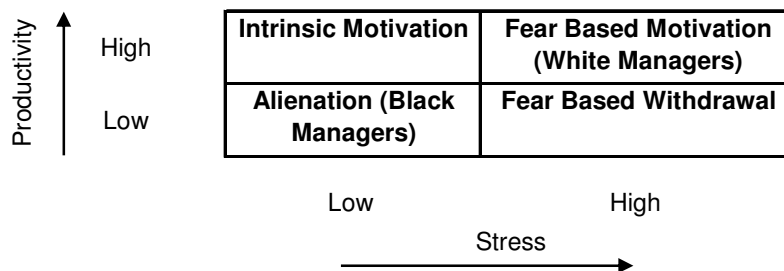 Productivity
High
Low
Intrinsic Motivation
Fear Based Motivation
(White Managers)
Alienation (Black
Managers)
Fear Based Withdrawal
Low
High
Stress